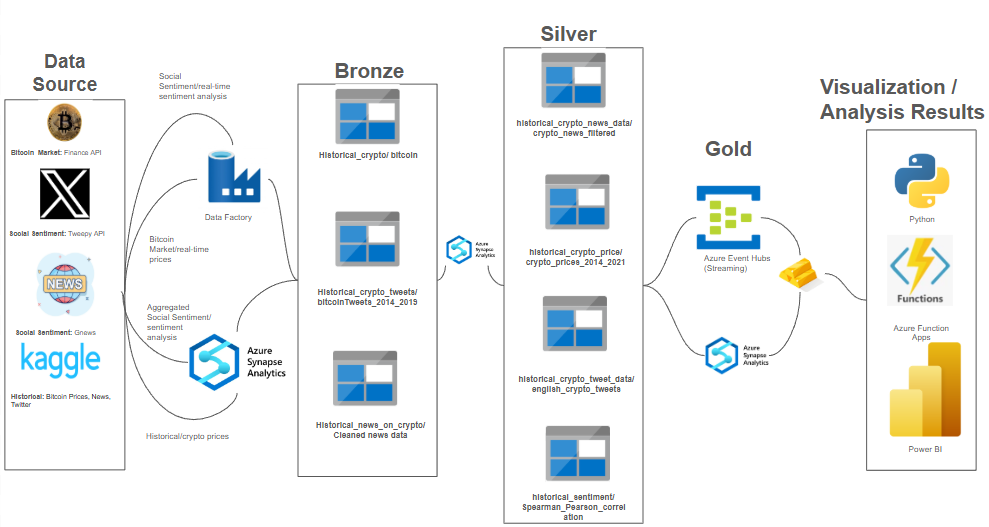 Data
Source
Bitcoin Market: Finance API
Social Sentiment: Tweepy API
NEWS
Social Sentiment: Gnews
kaggle
Historical: Bitcoin Prices, News,
Twitter
Social
Sentiment/real-time
sentiment analysis
Data Factory
Bitcoin
Market/real-time
prices
Aggregated
Social Sentiment/
sentiment
analysis
Azure
Synapse
Analytics
Historical/crypto prices
Bronze
Historical_crypto/ bitcoin
Historical_crypto_tweets/
bitcoinTweets_2014_2019
Historical_news_on_crypto/
Cleaned news data
Azure
Synapse
Analytics
Silver
historical_crypto_news_data/
crypto_news_filtered
historical_crypto_price/
crypto_prices_2014_2021
historical_crypto_tweet_data/
english_crypto_tweets
historical_sentiment/
Spearman_Pearson_correl
ation
Gold
Azure Event Hubs
(Streaming)
Azure
Synapse
Analytics
Visualization /
Analysis Results
Python
Functions
Azure Function
Apps
Power BI